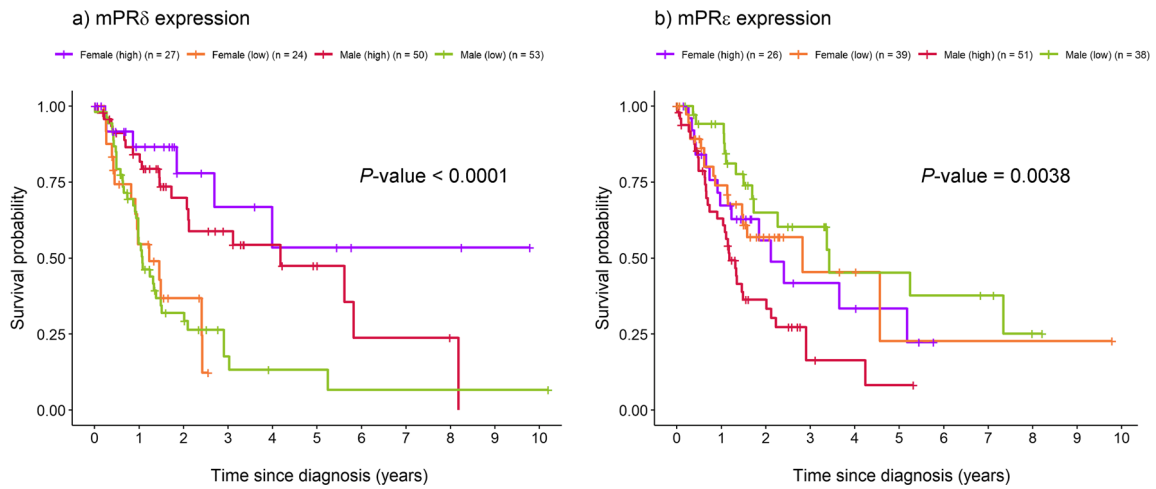 a) mPRδ expression
Female (high) (n = 27) Female (low) (n = 24) Male (high) (n = 50) Male (low) (n = 53)
1.00
0.75
0.50
0.25
0.00
Survival probability
P-value < 0.0001
0 1 2 3 4 5 6 7 8 9 10
Time since diagnosis (years)
b) mPRε expression
Female (high) (n = 26) Female (low) (n = 39) Male (high) (n = 51) Male (low) (n = 38)
1.00
0.75
0.50
0.25
0.00
Survival probability
P-value = 0.0038
0 1 2 3 4 5 6 7 8 9 10
Time since diagnosis (years)